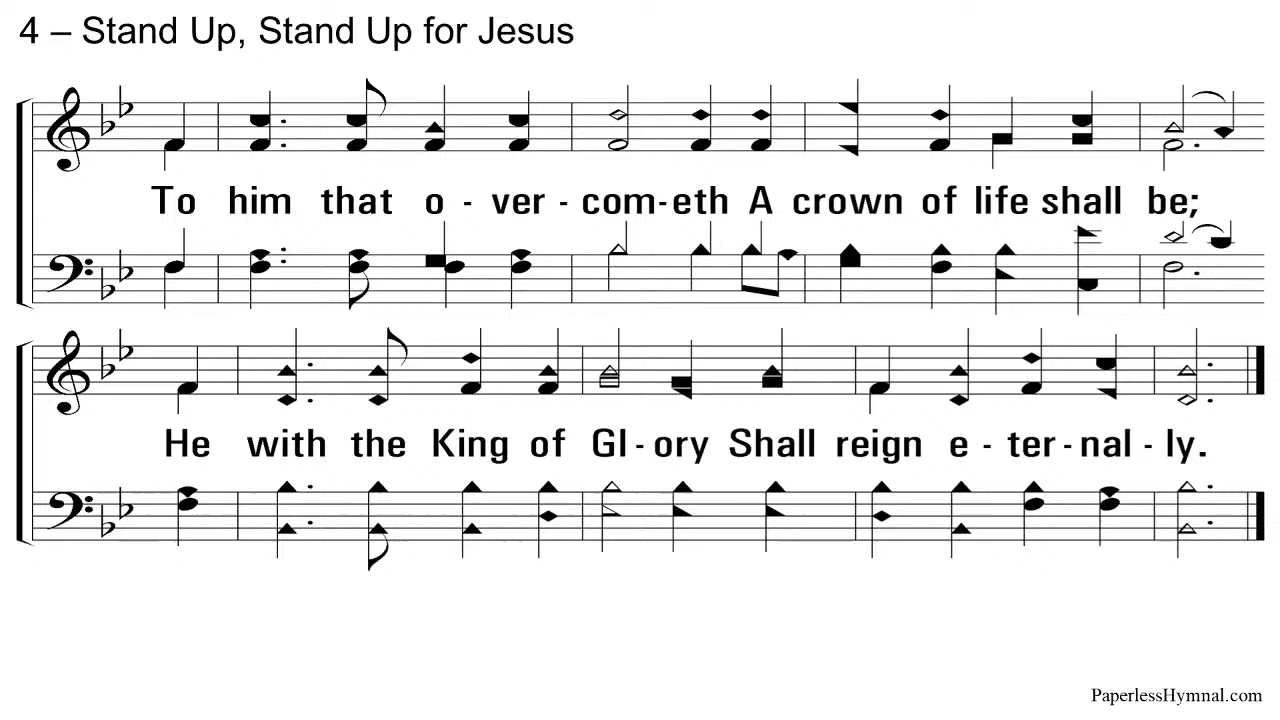 4 – Stand Up, Stand Up for Jesus
To him that o - ver - com-eth A crown of life shall be;
He with the King of Gl - ory Shall reign e - ter - nal - ly.
PaperlessHymnal.com